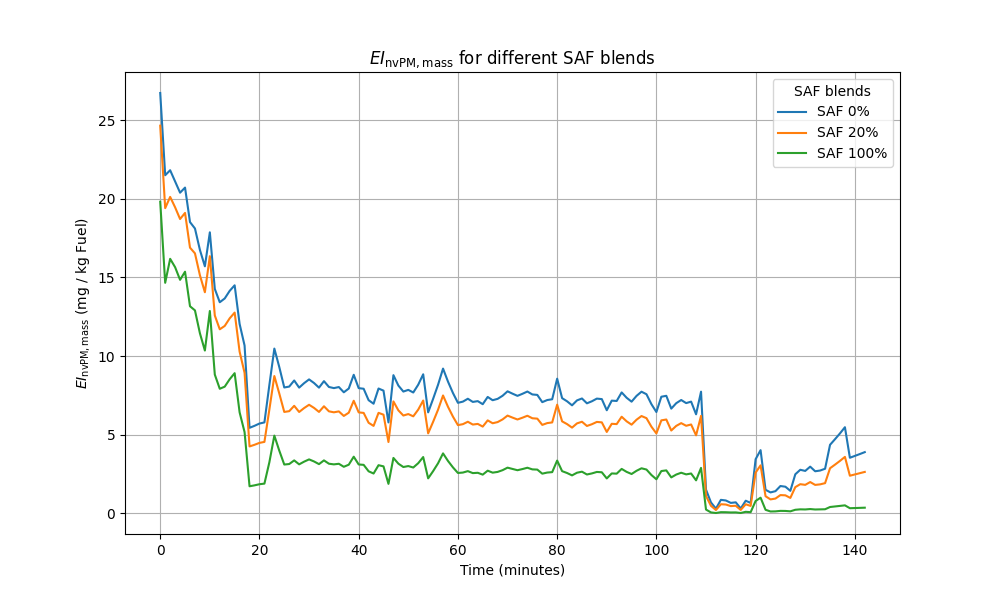 EI_nvPM, mass for different SAF blends
SAF blends
SAF 0%
SAF 20%
SAF 100%
EI_nvPM, mass (mg / kg Fuel)
25
20
15
10
5
0
0 20 40 60 80 100 120 140
Time (minutes)